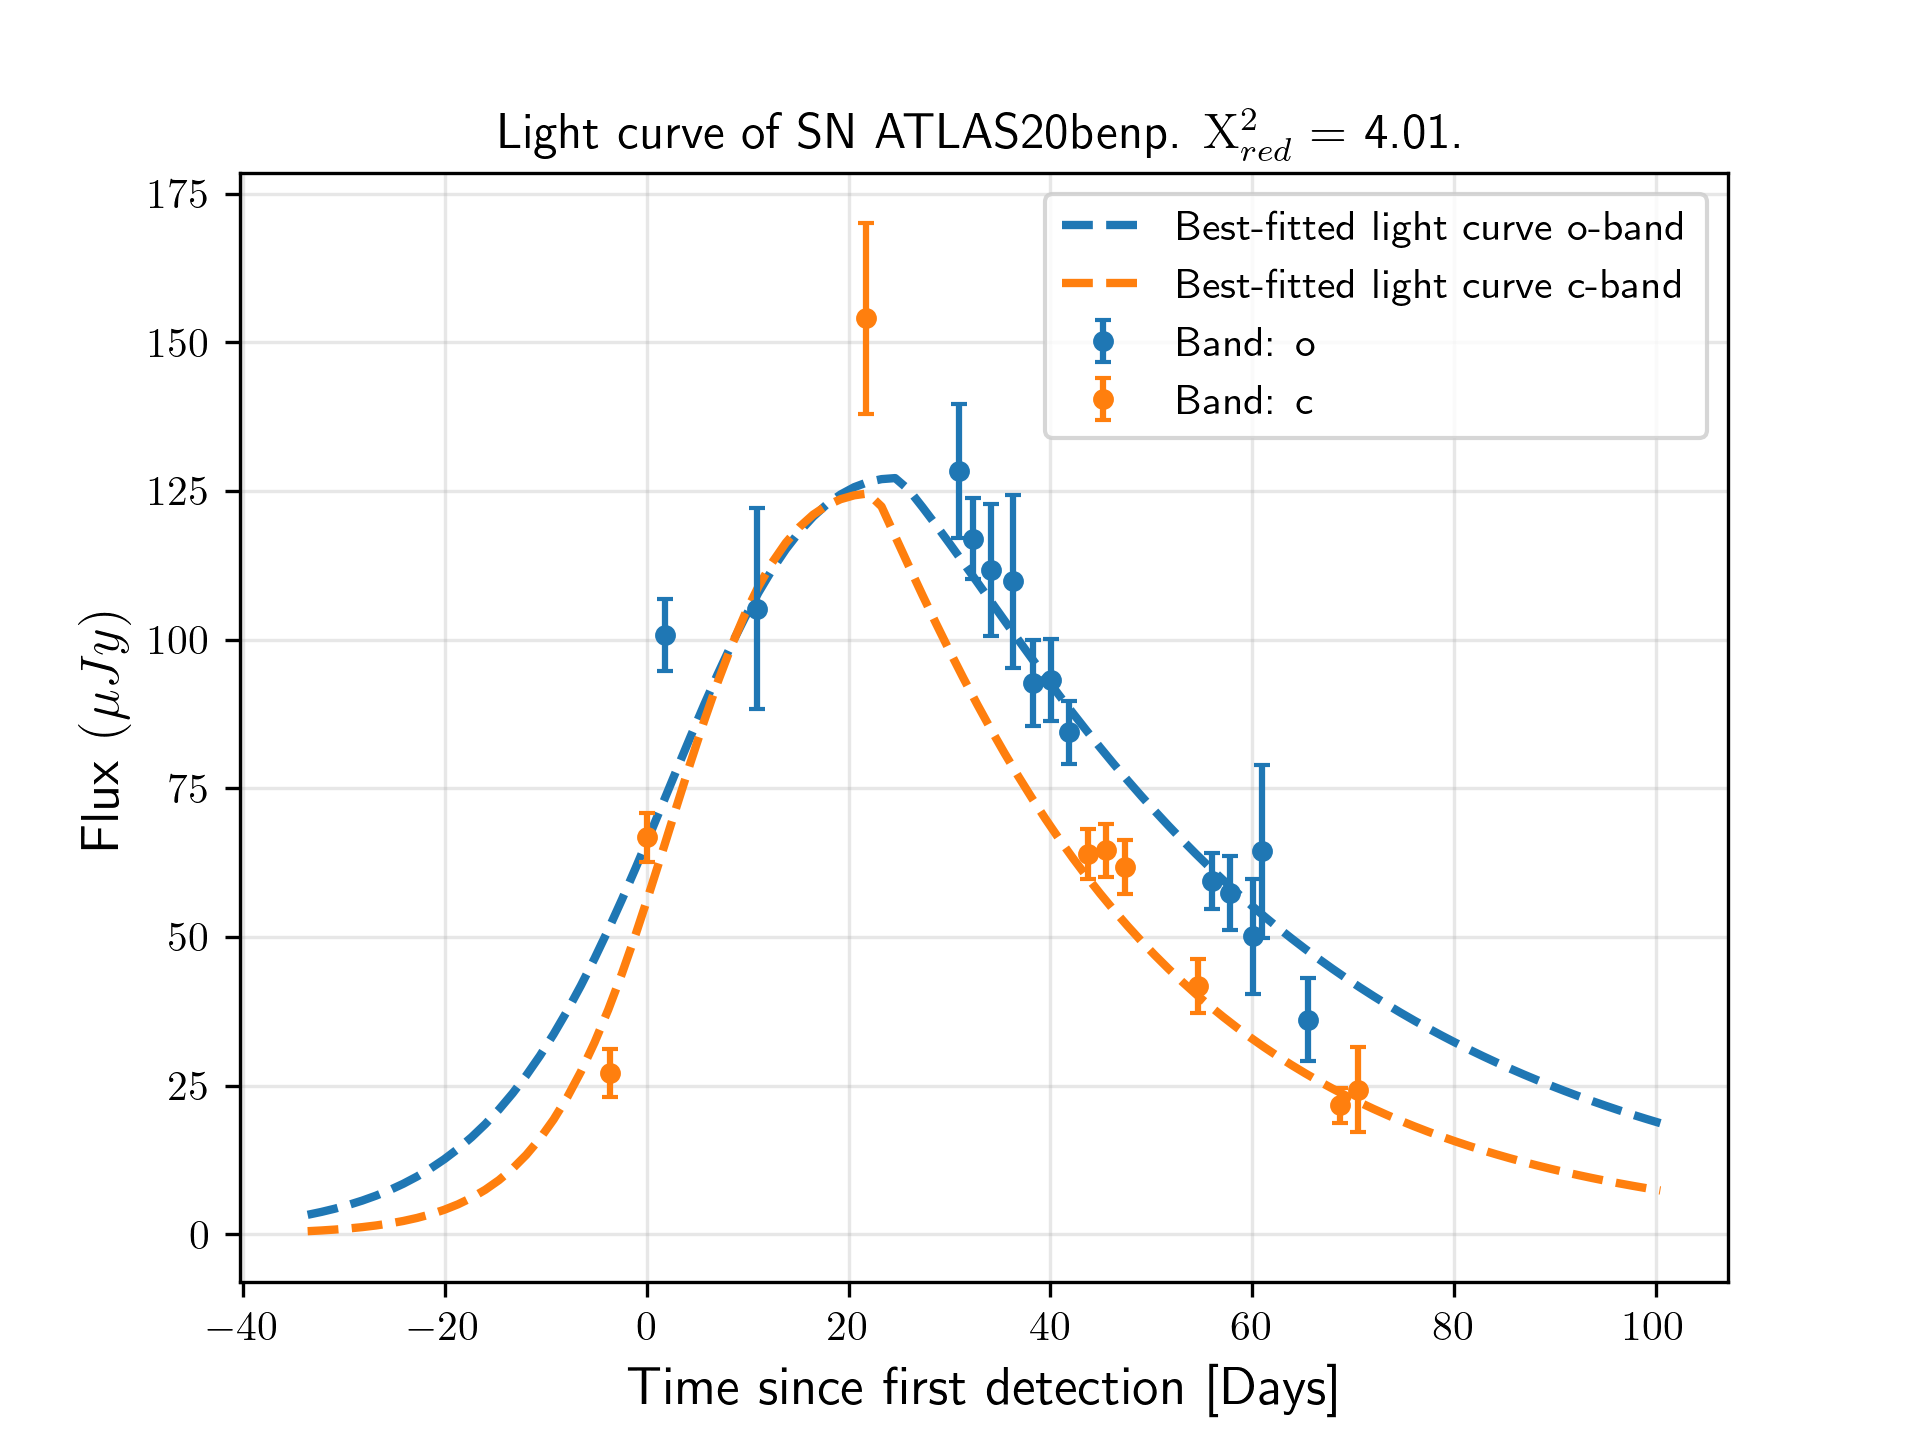 Light curve of SN ATLAS20benp. X²_red = 4.01.
175
150
125
100
75
50
25
0
Flux (μJy)
Best-fitted light curve o-band
Best-fitted light curve c-band
Band: o
Band: c
−40 −20 0 20 40 60 80 100
Time since first detection [Days]